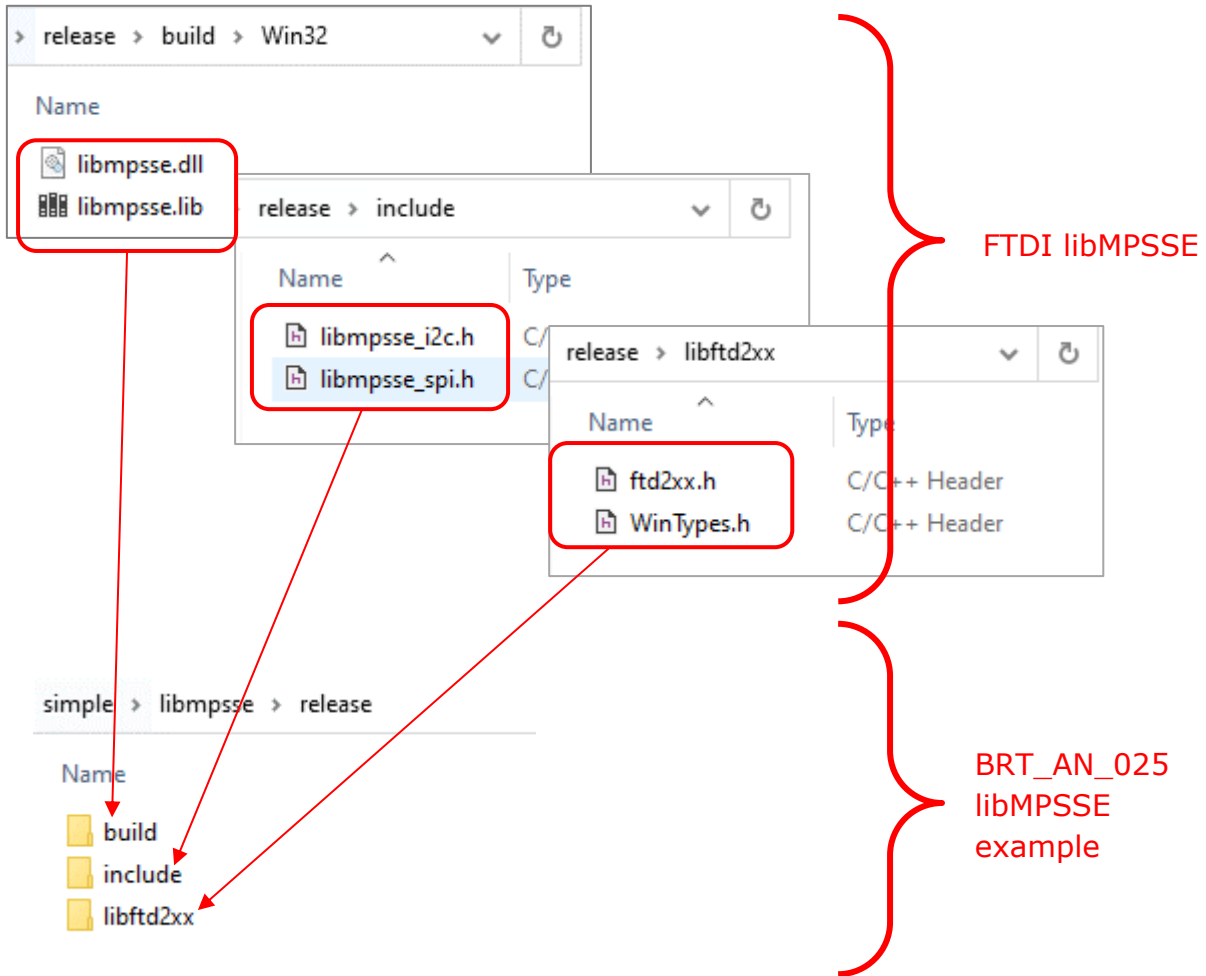 release > build > Win32
Name
libmpsse.dll
libmpsse.lib
release > include
Name Type
libmpsse_i2c.h C/
libmpsse_spi.h C/
release > libftd2xx
Name Type
ftd2xx.h C/C++ Header
WinTypes.h C/C++ Header
FTDI libMPSSE
simple > libmpsse > release
Name
build
include
libftd2xx
BRT_AN_025
libMPSSE
example